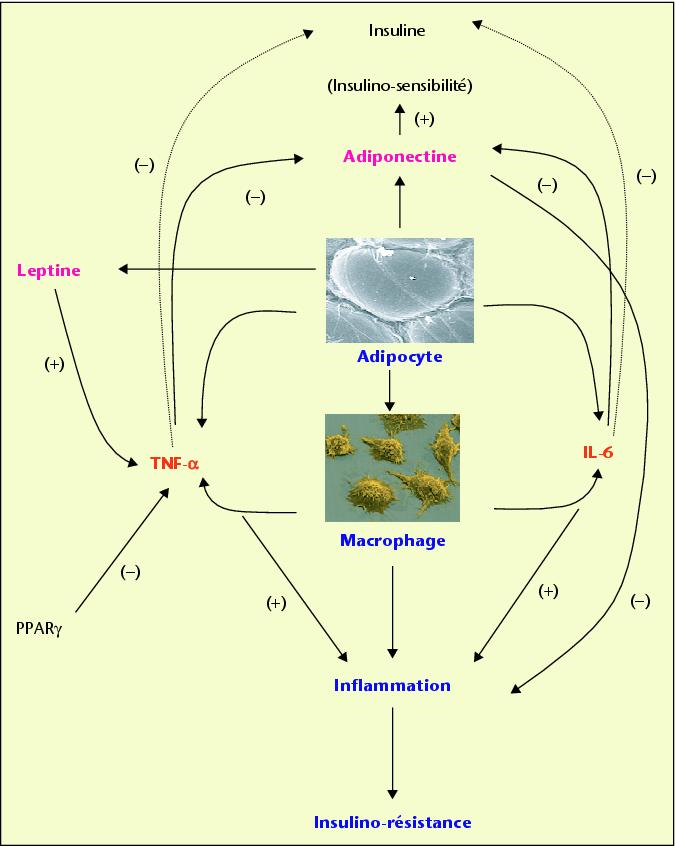 Insuline
(Insulino-sensibilité)
(+)
Adiponectine
(–)
(–)
(–)
(–)
Leptine
Adipocyte
(+)
TNF-α
IL-6
Macrophage
(–)
(+)
(+)
(–)
PPARγ
Inflammation
Insulino-résistance